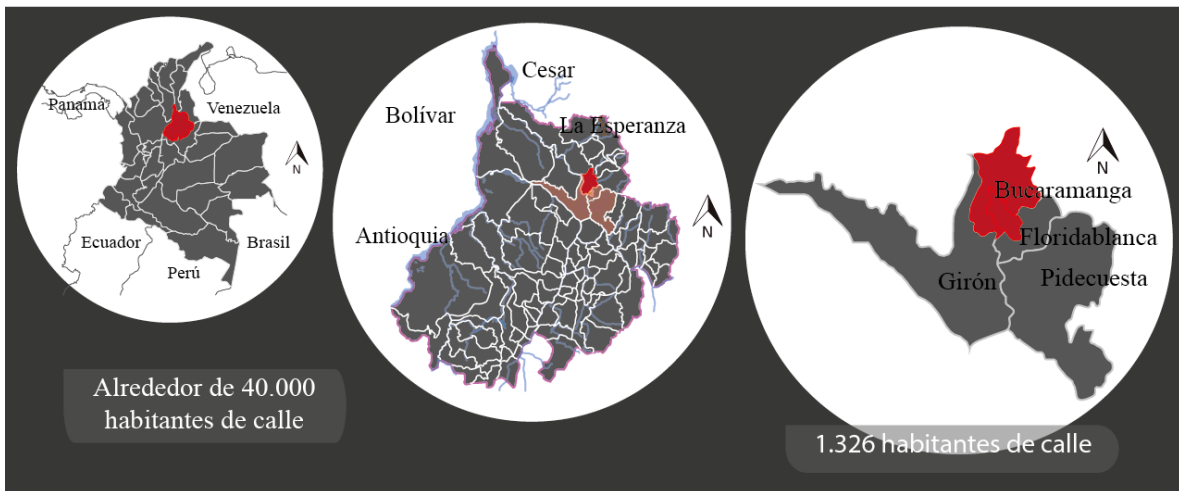 Panamá
Venezuela
N
Ecuador
Brasil
Perú
Alrededor de 40.000
habitantes de calle
Cesar
Bolívar
La Esperanza
N
Antioquia
N
Bucaramanga
Floridablanca
Girón
Pidecuesta
1.326 habitantes de calle